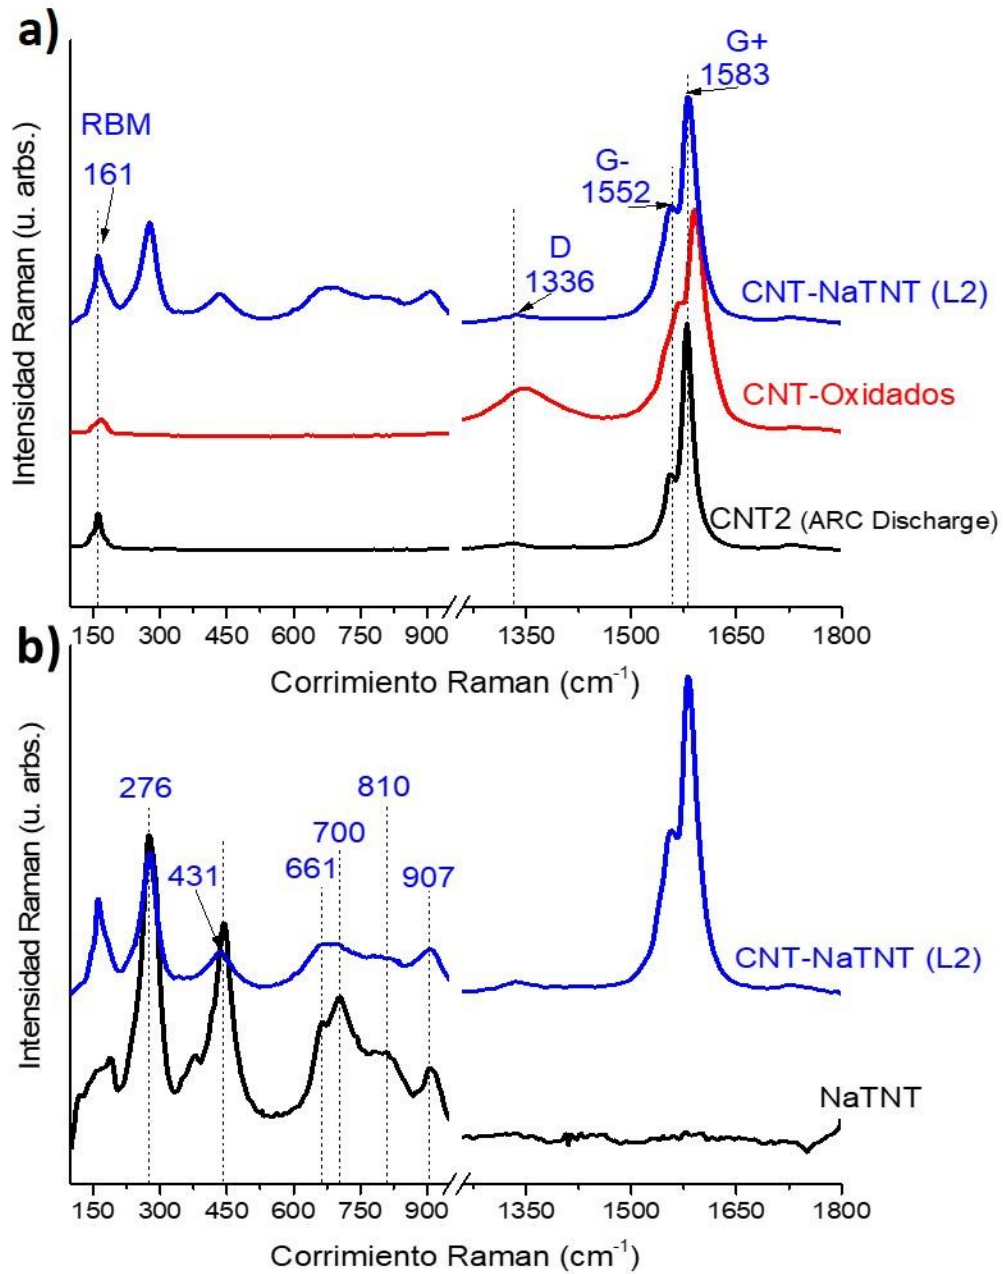 a)
G+
1583
RBM
161
G-
1552
D
1336
CNT-NaTNT (L2)
CNT-Oxidados
CNT2 (ARC Discharge)
Intensidad Raman (u. arbs.)
150 300 450 600 750 900 1350 1500 1650 1800
Corrimiento Raman (cm-1)
b)
276
810
700
431
661
907
CNT-NaTNT (L2)
NaTNT
Intensidad Raman (u. arbs.)
150 300 450 600 750 900 1350 1500 1650 1800
Corrimiento Raman (cm-1)